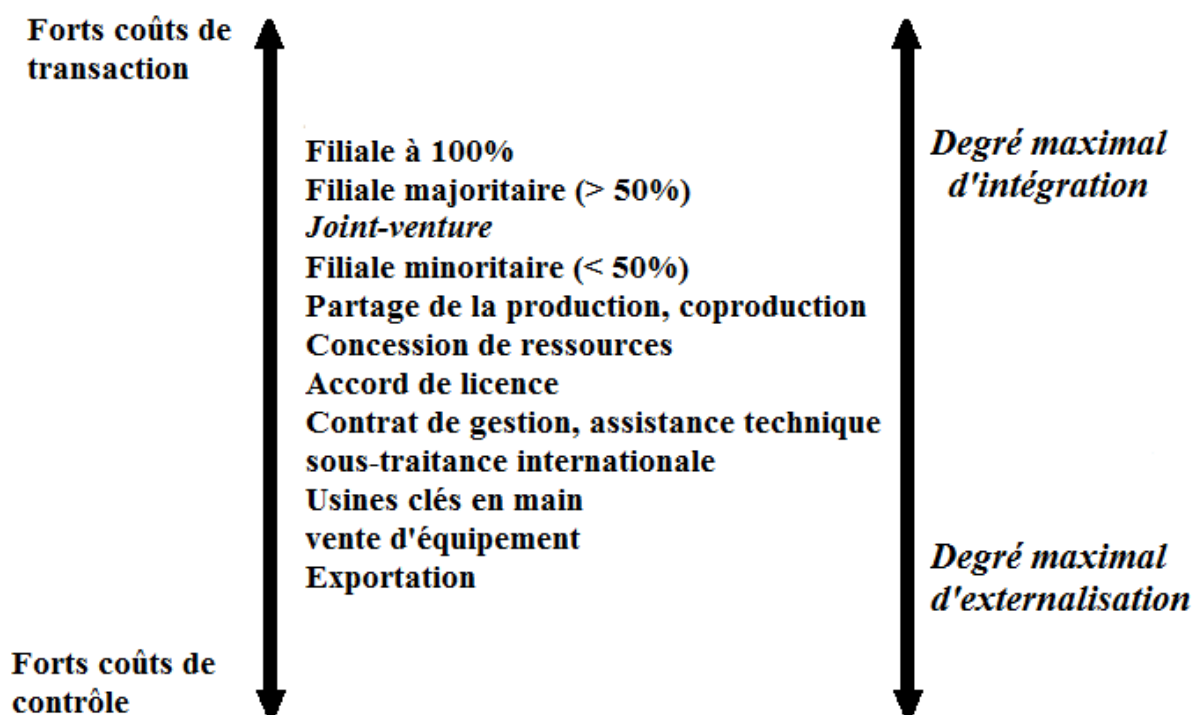 Forts coûts de
transaction
Filiale à 100%
Filiale majoritaire (> 50%)
Joint-venture
Filiale minoritaire (< 50%)
Partage de la production, coproduction
Concession de ressources
Accord de licence
Contrat de gestion, assistance technique
sous-traitance internationale
Usines clés en main
vente d'équipement
Exportation
Degré maximal
d'intégration
Degré maximal
d'externalisation
Forts coûts de
contrôle